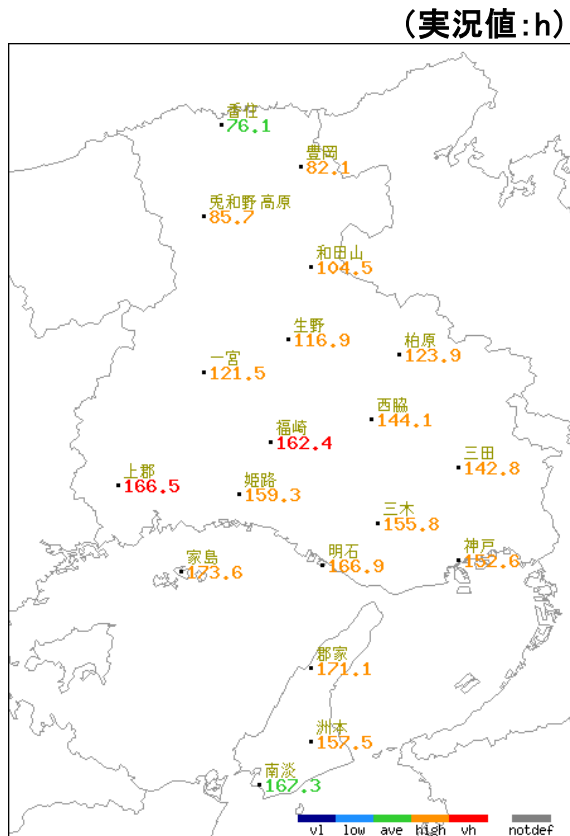 (実況値:h)
香住
76.1
豊岡
82.1
兎和野高原
85.7
和田山
104.5
生野
116.9
柏原
123.9
一宮
121.5
西脇
144.1
福崎
162.4
三田
142.8
上郡
166.5
姫路
159.3
三木
155.8
神戸
152.6
明石
166.9
家島
173.6
郡家
171.1
洲本
157.5
南淡
167.3
vl low ave high vh notdef